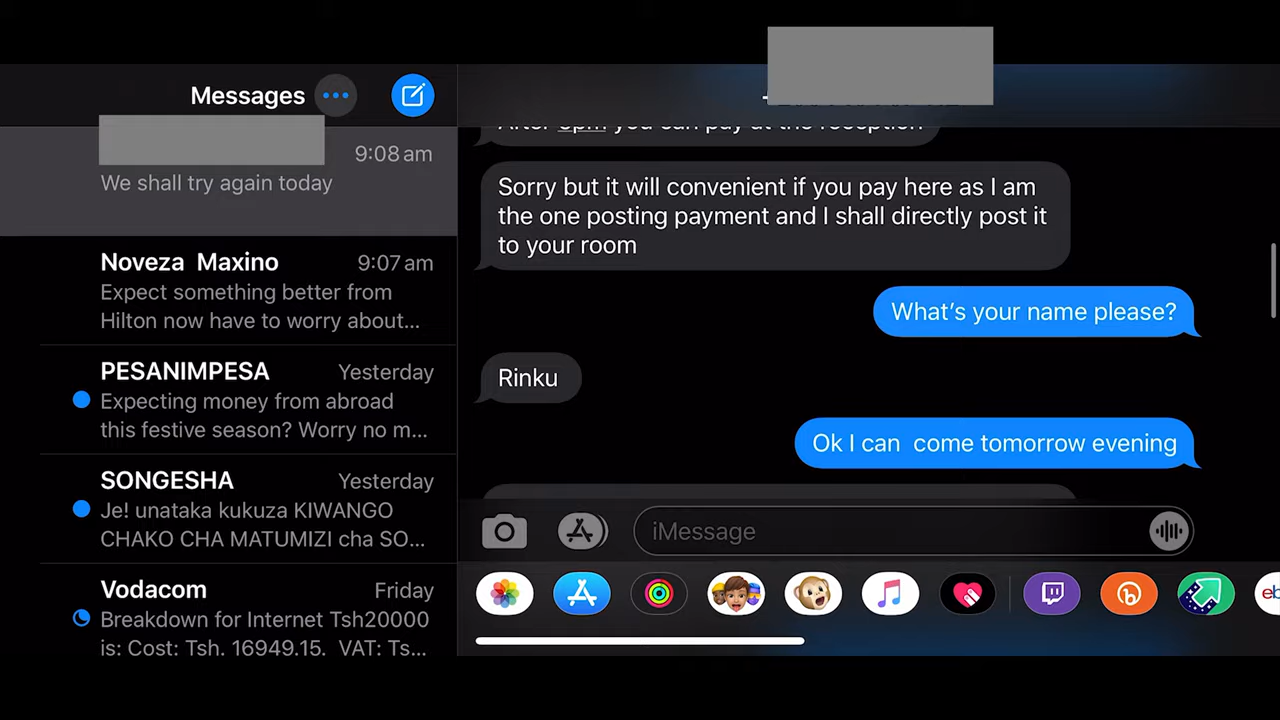 Messages
9:08 am
We shall try again today
Noveza Maxino
9:07 am
Expect something better from
Hilton now have to worry about...
PESANIMPESA
Yesterday
Expecting money from abroad
this festive season? Worry no m...
SONGESHA
Yesterday
Je! unataka kukuza KIWANGO
CHAKO CHA MATUMIZI cha SO...
Vodacom
Friday
Breakdown for Internet Tsh20000
is: Cost: Tsh. 16949.15. VAT: Ts...
After 6pm you can pay at the reception
Sorry but it will convenient if you pay here as I am
the one posting payment and I shall directly post it
to your room
What's your name please?
Rinku
Ok I can come tomorrow evening
iMessage
eb